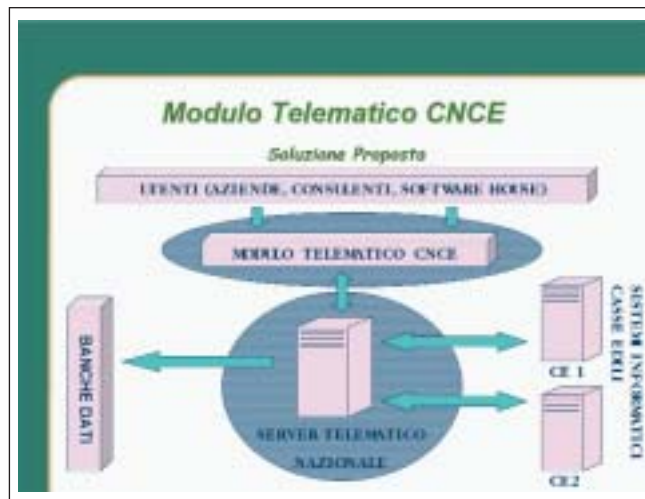 Modulo Telematico CNCE
Soluzione Proposta
UTENTI (AZIENDE, CONSULENTI, SOFTWARE HOUSE)
MODULO TELEMATICO CNCE
BANCHE DATI
SERVER TELEMATICO
NAZIONALE
CE 1
CE2
SISTEMI INFORMATICI
CASSE EDILI